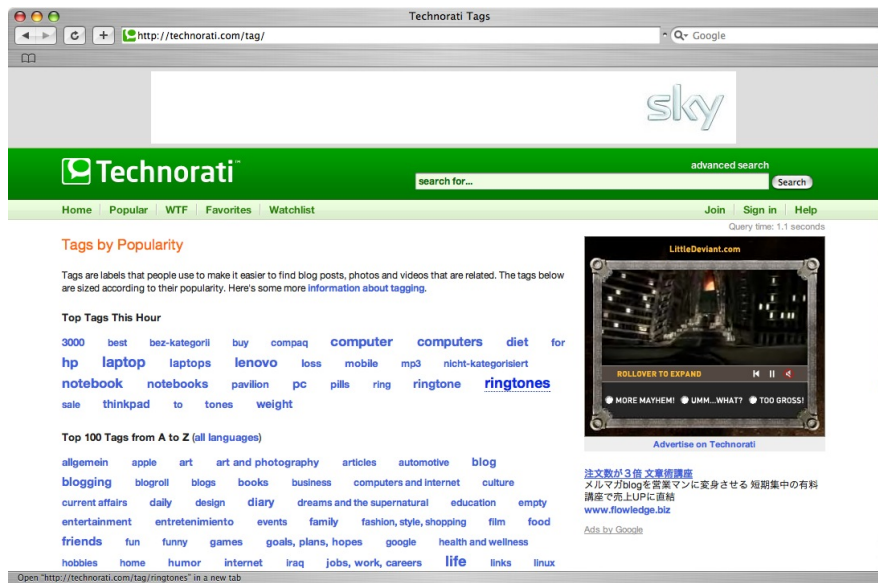 Technorati Tags
http://technorati.com/tag/
Google
sky
Technorati™
advanced search
search for...
Search
Home Popular WTF Favorites Watchlist
Join Sign in Help
Query time: 1.1 seconds
Tags by Popularity
Tags are labels that people use to make it easier to find blog posts, photos and videos that are related. The tags below
are sized according to their popularity. Here's some more information about tagging.
Top Tags This Hour
3000 best bez-kategorii buy compaq computer computers diet for
hp laptop laptops lenovo loss mobile mp3 nicht-kategorisiert
notebook notebooks pavilion pc pills ring ringtone ringtones
sale thinkpad to tones weight
Top 100 Tags from A to Z (all languages)
allgemein apple art art and photography articles automotive blog
blogging blogroll blogs books business computers and internet culture
current affairs daily design diary dreams and the supernatural education empty
entertainment entretenimiento events family fashion, style, shopping film food
friends fun funny games goals, plans, hopes google health and wellness
hobbies home humor internet iraq jobs, work, careers life links linux
LittleDeviant.com
ROLLOVER TO EXPAND
MORE MAYHEM! UMM...WHAT? TOO GROSS!
Advertise on Technorati
注文数が3倍 文章術講座
メルマガblogを営業マンに変身させる 短期集中の有料
講座で売上UPに直結
www.flowledge.biz
Ads by Google
Open "http://technorati.com/tag/ringtones" in a new tab